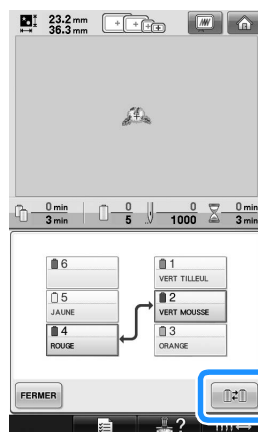 23.2 mm
36.3 mm
0 min
3 min
0
5
0
1000
0 min
3 min
6
1
VERT TILLEUL
5
JAUNE
2
VERT MOUSSE
4
ROUGE
3
ORANGE
FERMER
?